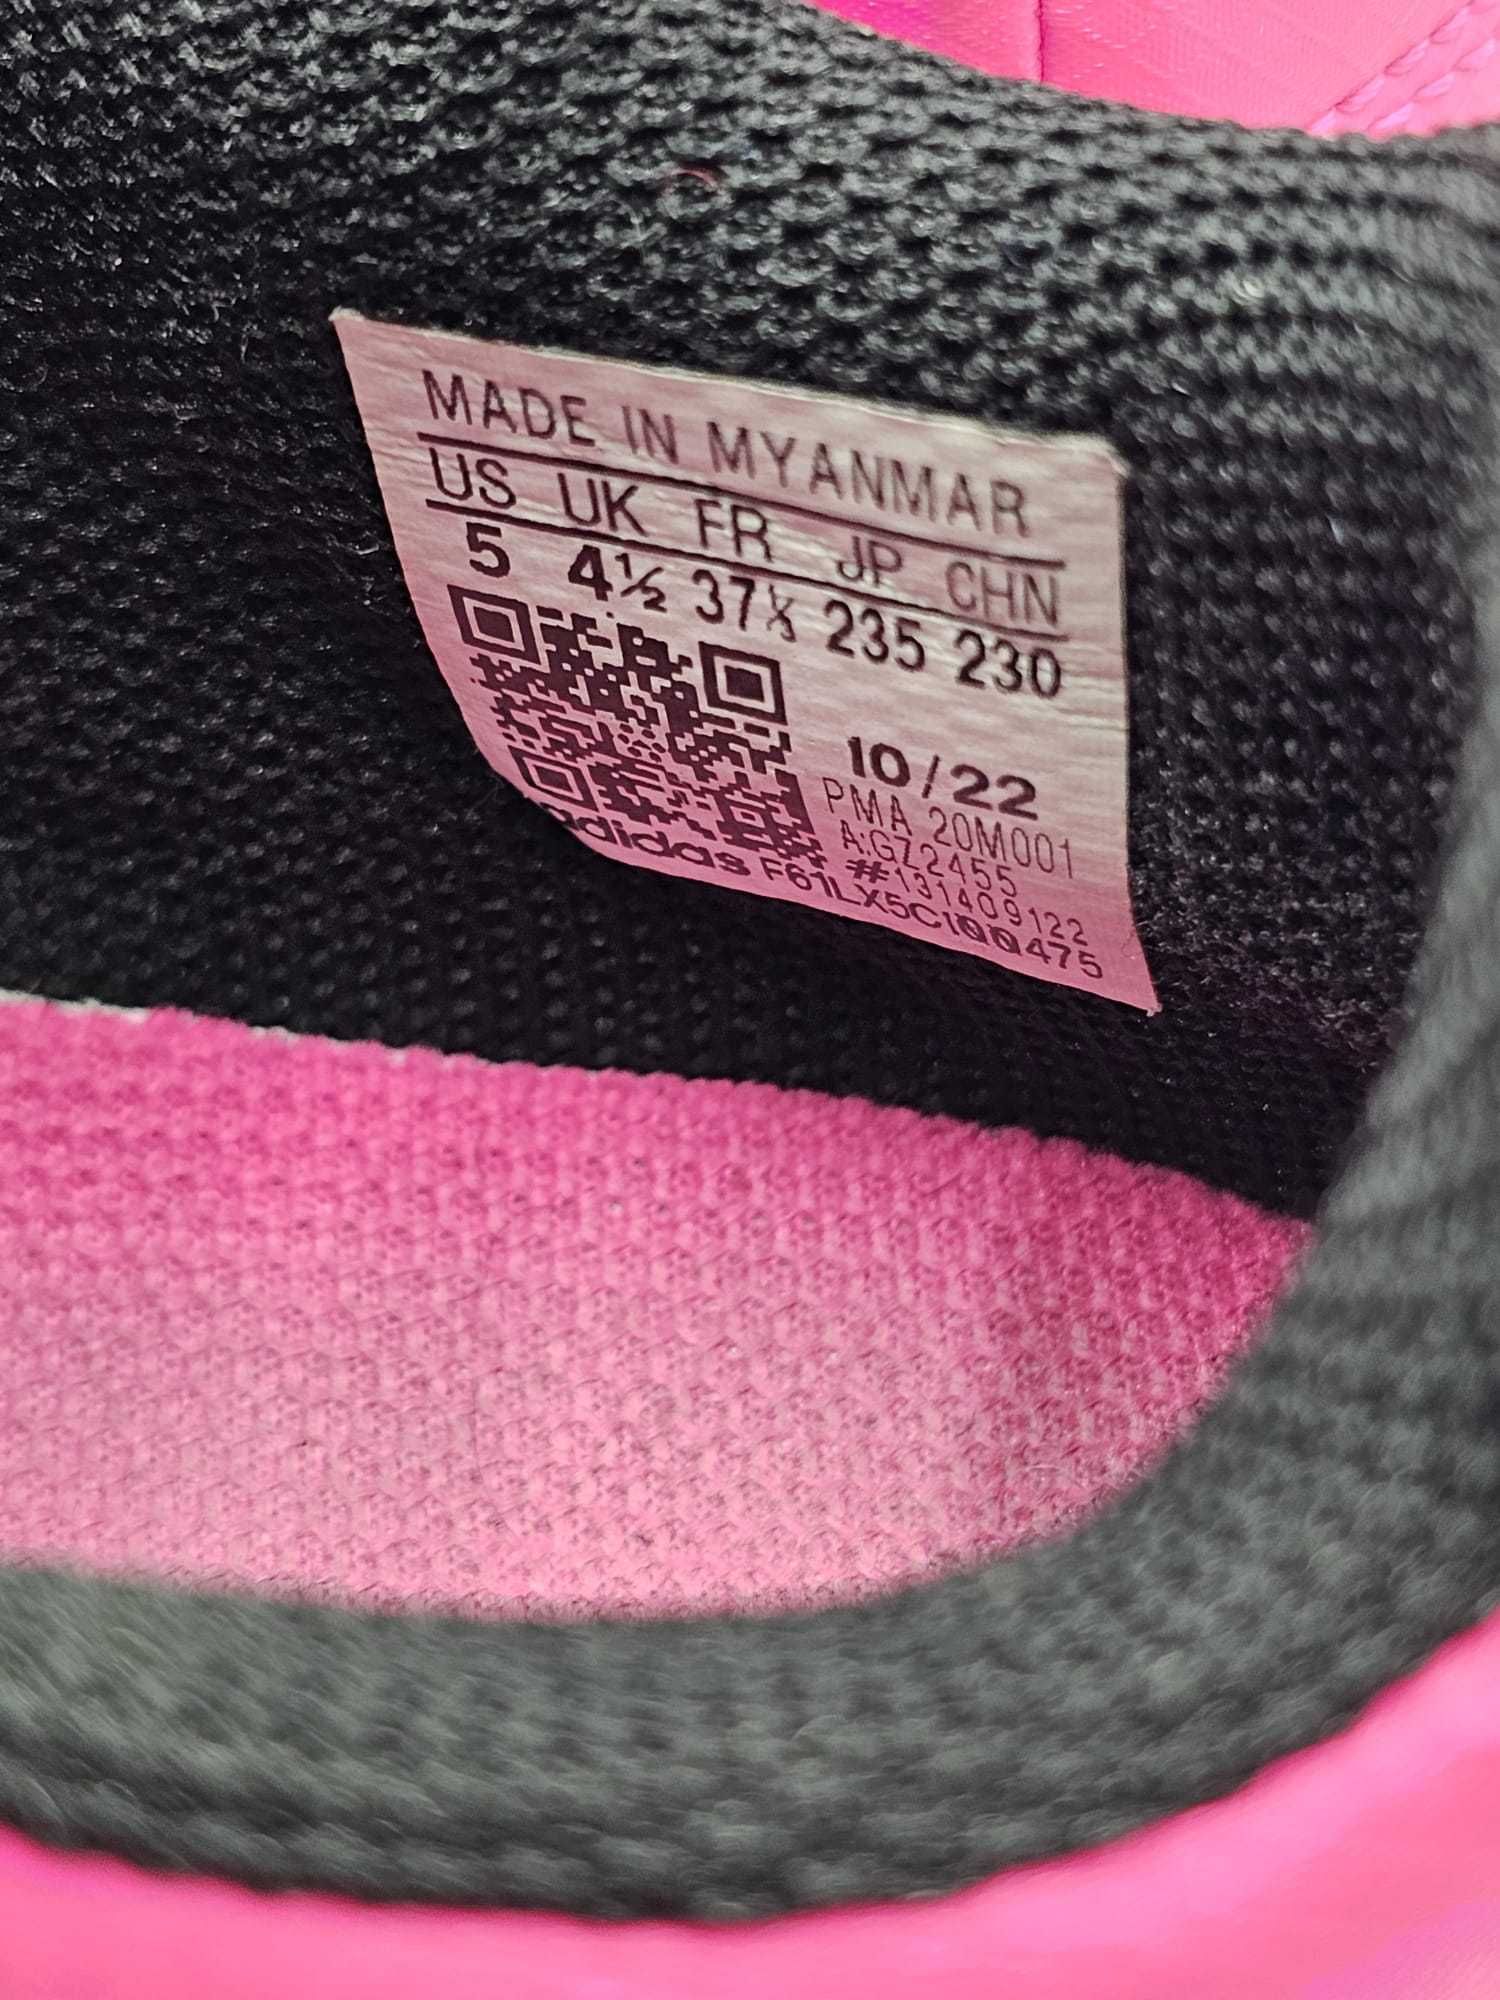 MADE IN MYANMAR
US UK FR JP CHN
5 4½ 37⅓ 235 230
10/22
PMA 20M001
A:GZ2455
#131409122
adidas F61LX5C100475